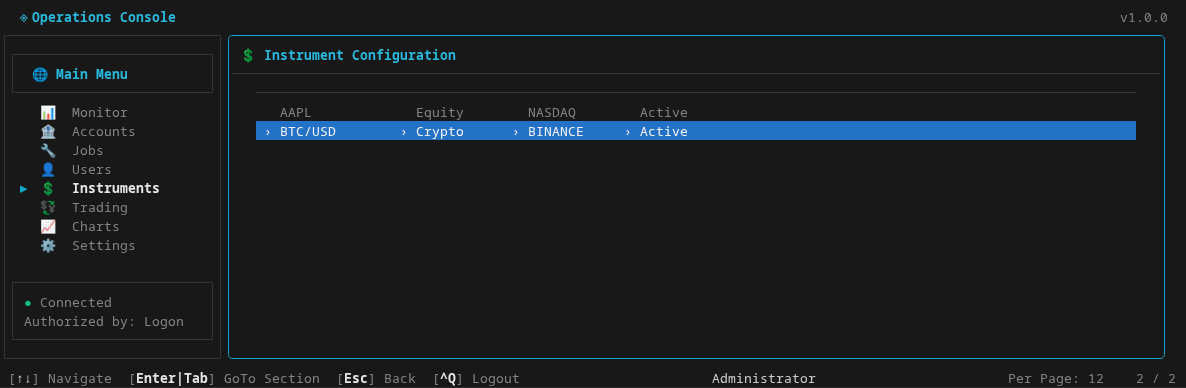 Operations Console v1.0.0
Main Menu
Monitor
Accounts
Jobs
Users
Instruments
Trading
Charts
Settings
Connected
Authorized by: Logon
Instrument Configuration
AAPL Equity NASDAQ Active
› BTC/USD › Crypto › BINANCE › Active
[↑↓] Navigate [Enter|Tab] GoTo Section [Esc] Back [^Q] Logout Administrator Per Page: 12 2 / 2